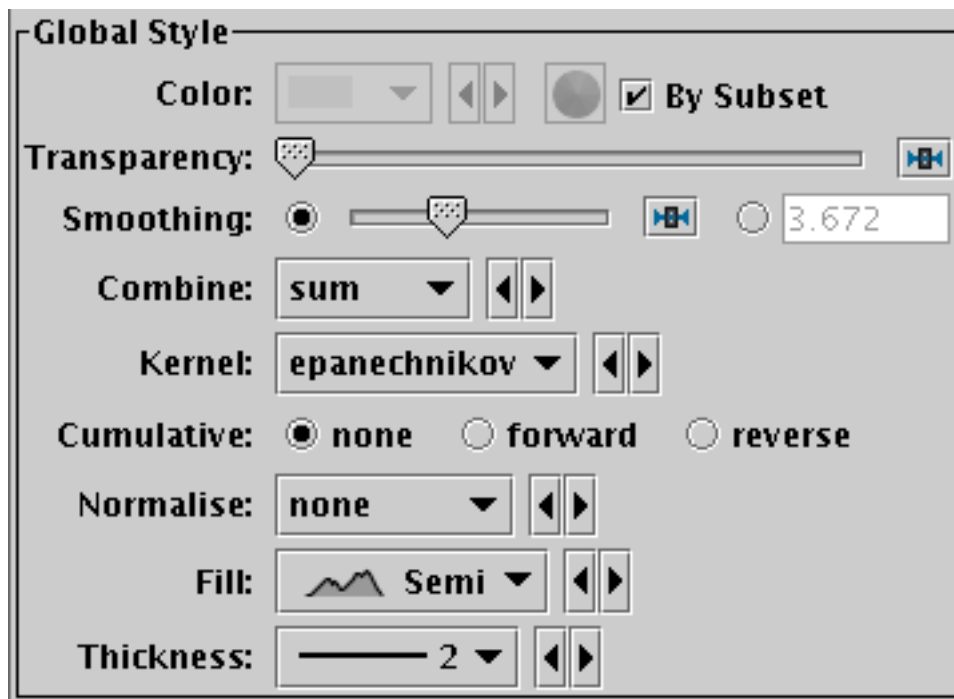 Global Style
Color: By Subset
Transparency:
Smoothing: 3.672
Combine: sum
Kernel: epanechnikov
Cumulative: none forward reverse
Normalise: none
Fill: Semi
Thickness: 2